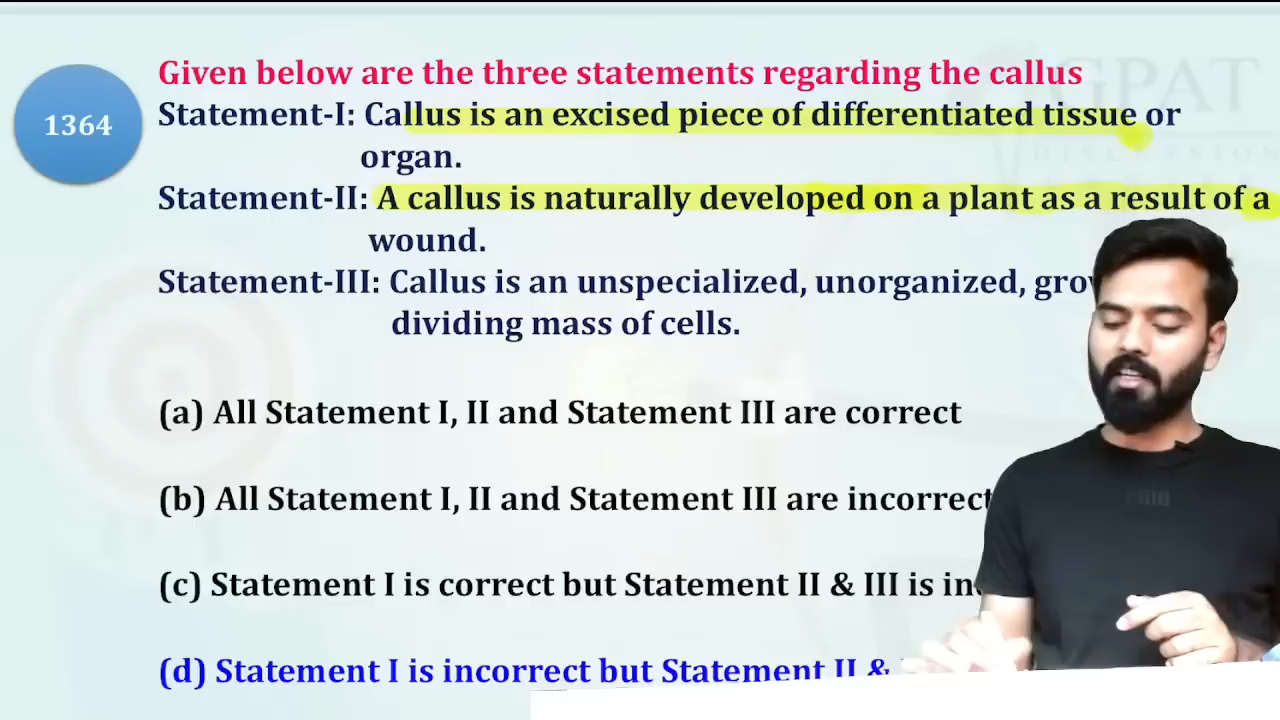 1364
Given below are the three statements regarding the callus
Statement-I: Callus is an excised piece of differentiated tissue or
organ.
Statement-II: A callus is naturally developed on a plant as a result of a
wound.
Statement-III: Callus is an unspecialized, unorganized,
dividing mass of cells.
(a) All Statement I, II and Statement III are correct
(b) All Statement I, II and Statement III are incorrect
(c) Statement I is correct but Statement II & III is
(d) Statement I is incorrect but Statement II &
GPAT